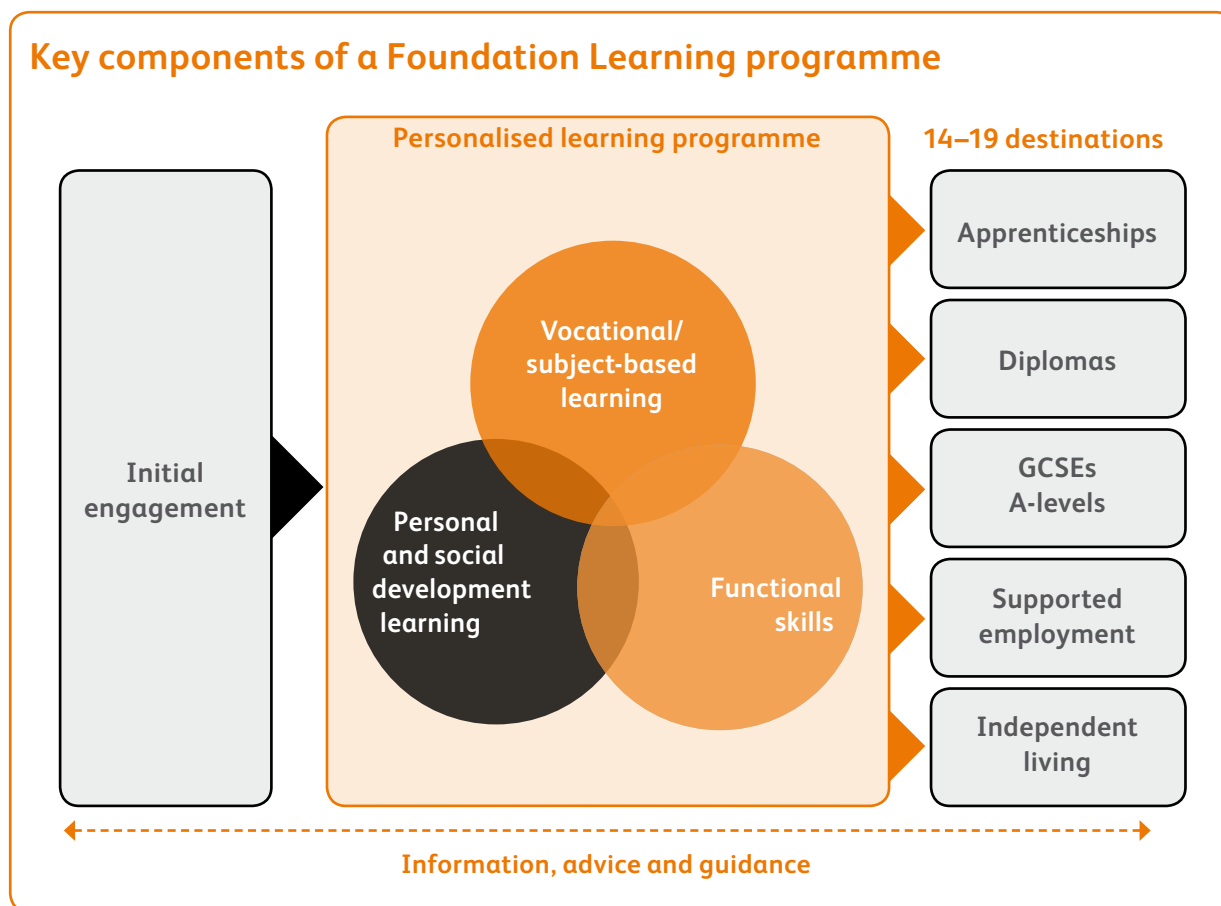 Key components of a Foundation Learning programme
Personalised learning programme
14–19 destinations
Initial
engagement
Vocational/
subject-based
learning
Personal
and social
development
learning
Functional
skills
Apprenticeships
Diplomas
GCSEs
A-levels
Supported
employment
Independent
living
Information, advice and guidance